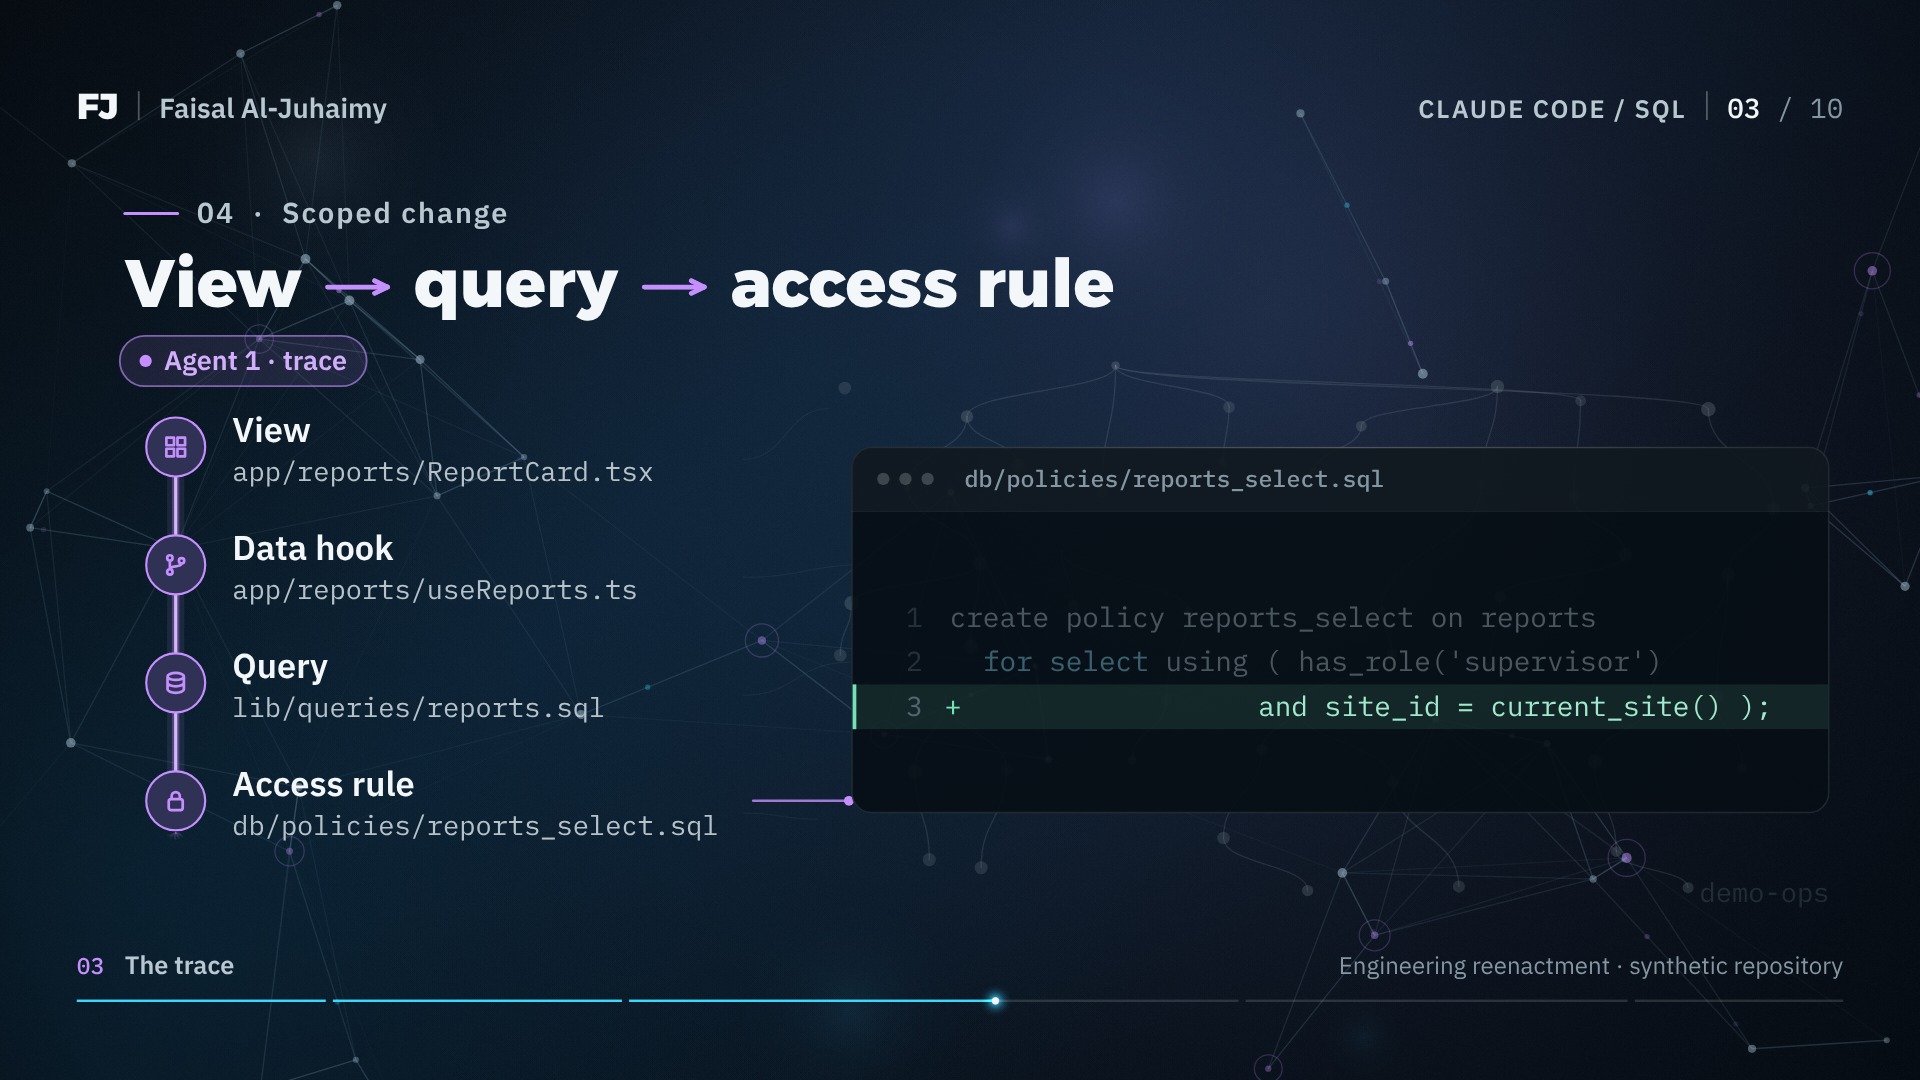 FJ | Faisal Al-Juhaimy
CLAUDE CODE / SQL | 03 / 10
04 · Scoped change
View → query → access rule
Agent 1 · trace
View
app/reports/ReportCard.tsx
Data hook
app/reports/useReports.ts
Query
lib/queries/reports.sql
Access rule
db/policies/reports_select.sql
db/policies/reports_select.sql
1 create policy reports_select on reports
2 for select using ( has_role('supervisor')
3 + and site_id = current_site() );
demo-ops
03 The trace
Engineering reenactment · synthetic repository